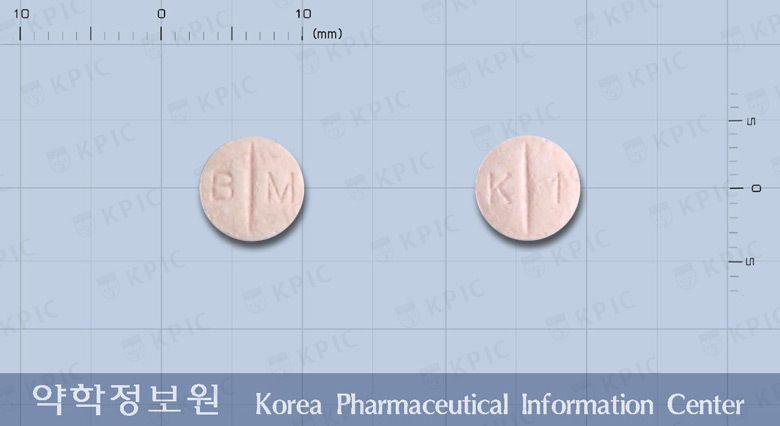 10 0 10
(mm)
5
0
5
B M
K 1
KPIC
약학정보원 Korea Pharmaceutical Information Center